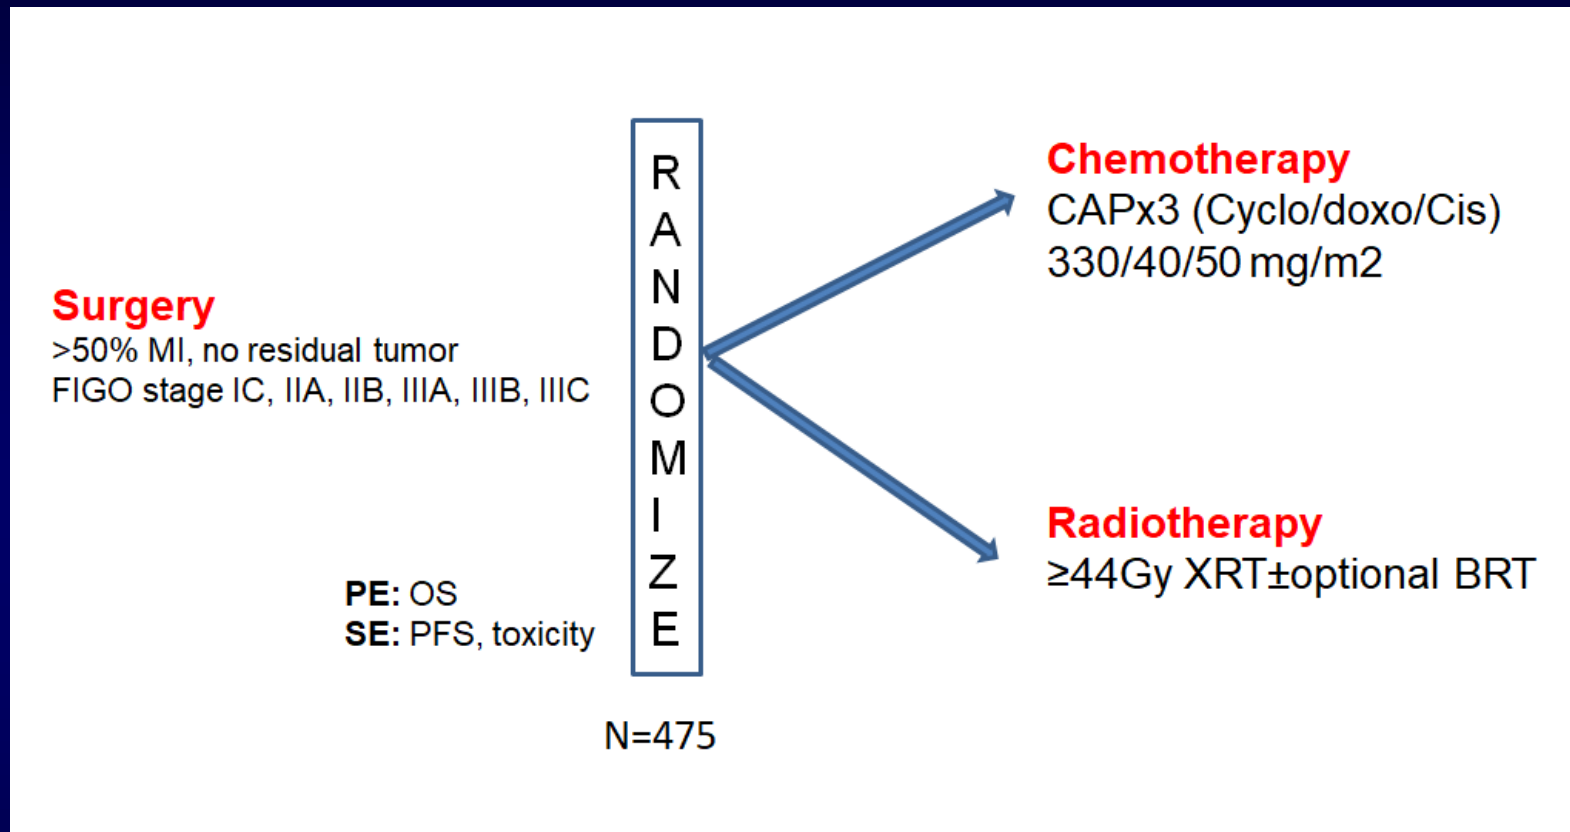 Surgery
>50% MI, no residual tumor
FIGO stage IC, IIA, IIB, IIIA, IIIB, IIIC
PE: OS
SE: PFS, toxicity
R
A
N
D
O
M
I
Z
E
N=475
Chemotherapy
CAPx3 (Cyclo/doxo/Cis)
330/40/50 mg/m2
Radiotherapy
≥44Gy XRT±optional BRT